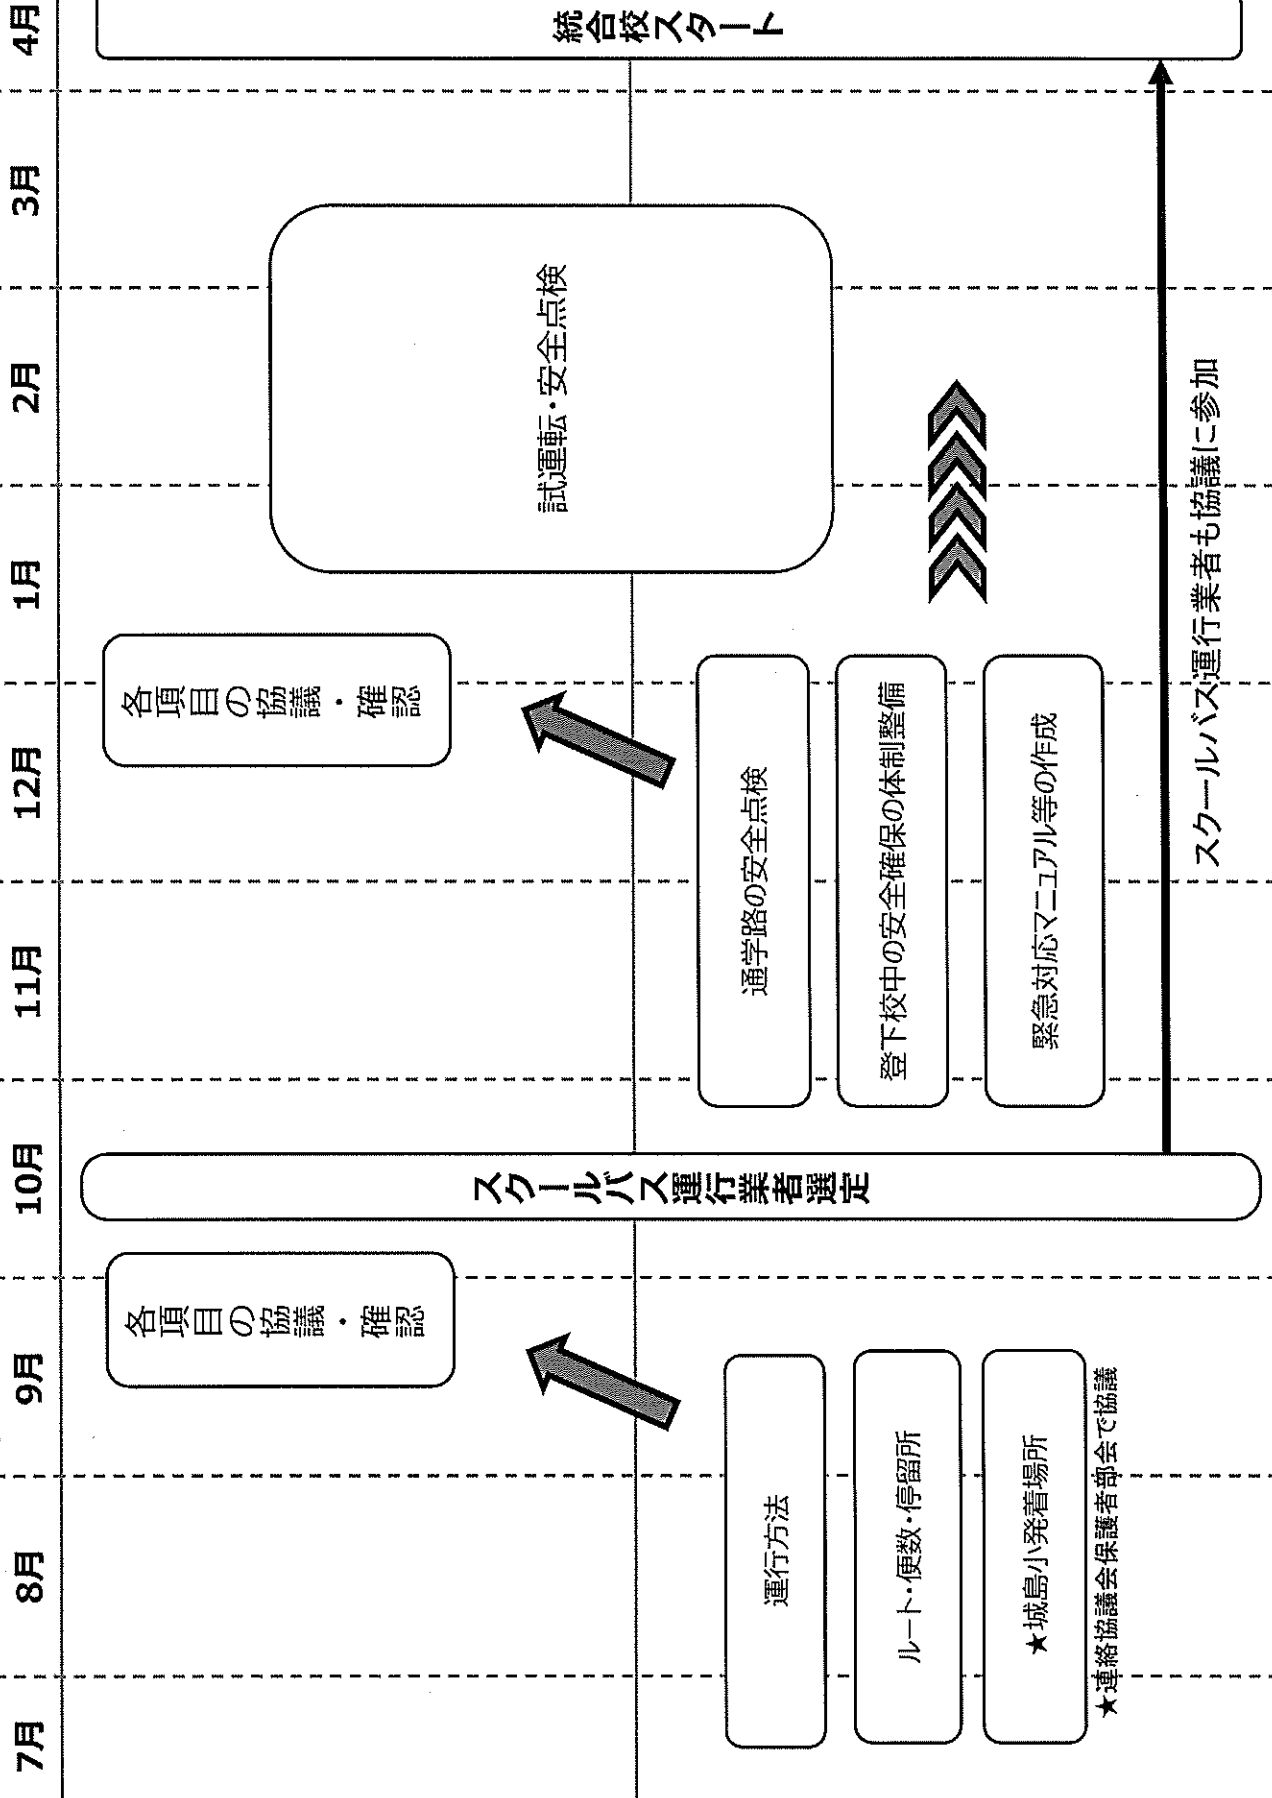 7月
8月
9月
10月
11月
12月
1月
2月
3月
4月
各項目の協議・確認
各項目の協議・確認
スクールバス運行業者選定
試運転・安全点検
統合校スタート
運行方法
ルート・便数・停留所
★城島小発着場所
★連絡協議会保護者部会で協議
通学路の安全点検
登下校中の安全確保の体制整備
緊急対応マニュアル等の作成
スクールバス運行業者も協議に参加